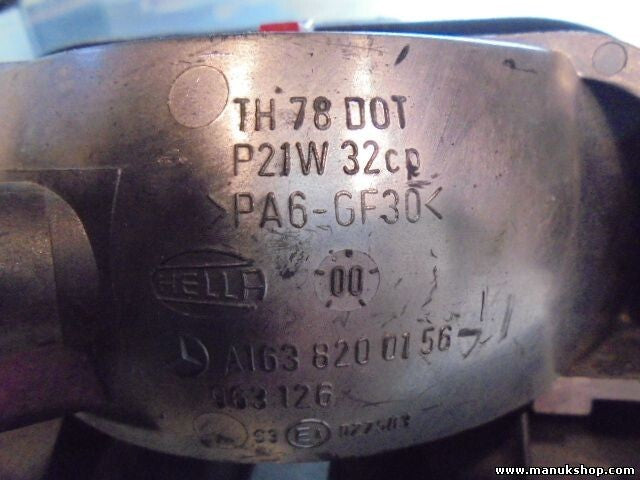 TH 78 DOT
P21W 32cp
>PA6-GF30<
HELLA 00
A163 820 01 56
963 126
www.manukshop.com